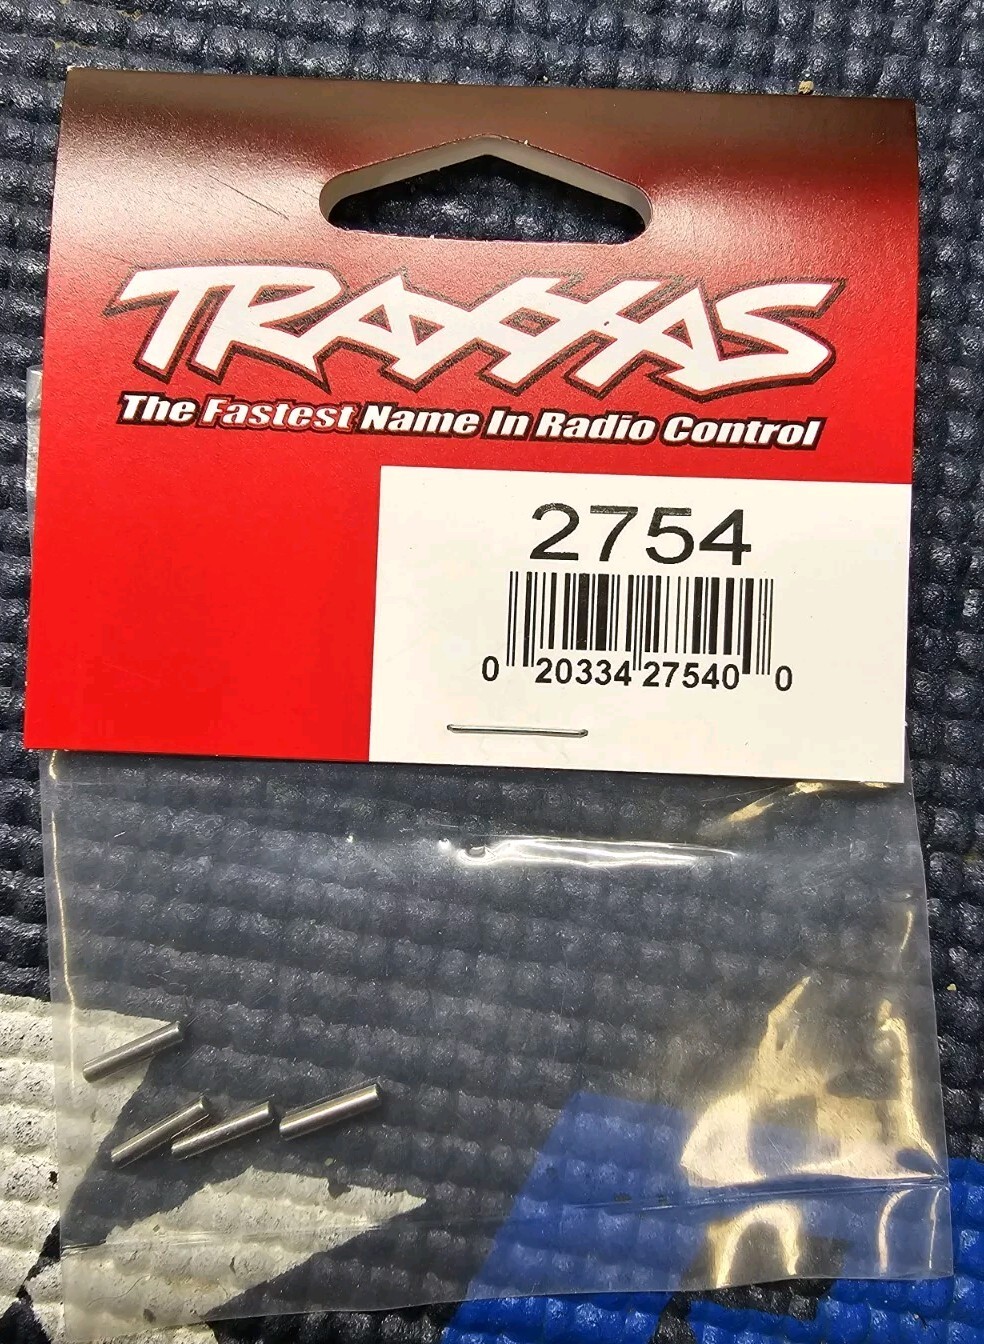 TRAXXAS
The Fastest Name In Radio Control
2754
0 20334 27540 0